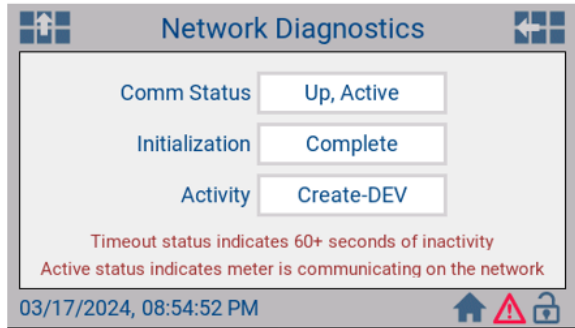 Network Diagnostics
Comm Status Up, Active
Initialization Complete
Activity Create-DEV
Timeout status indicates 60+ seconds of inactivity
Active status indicates meter is communicating on the network
03/17/2024, 08:54:52 PM